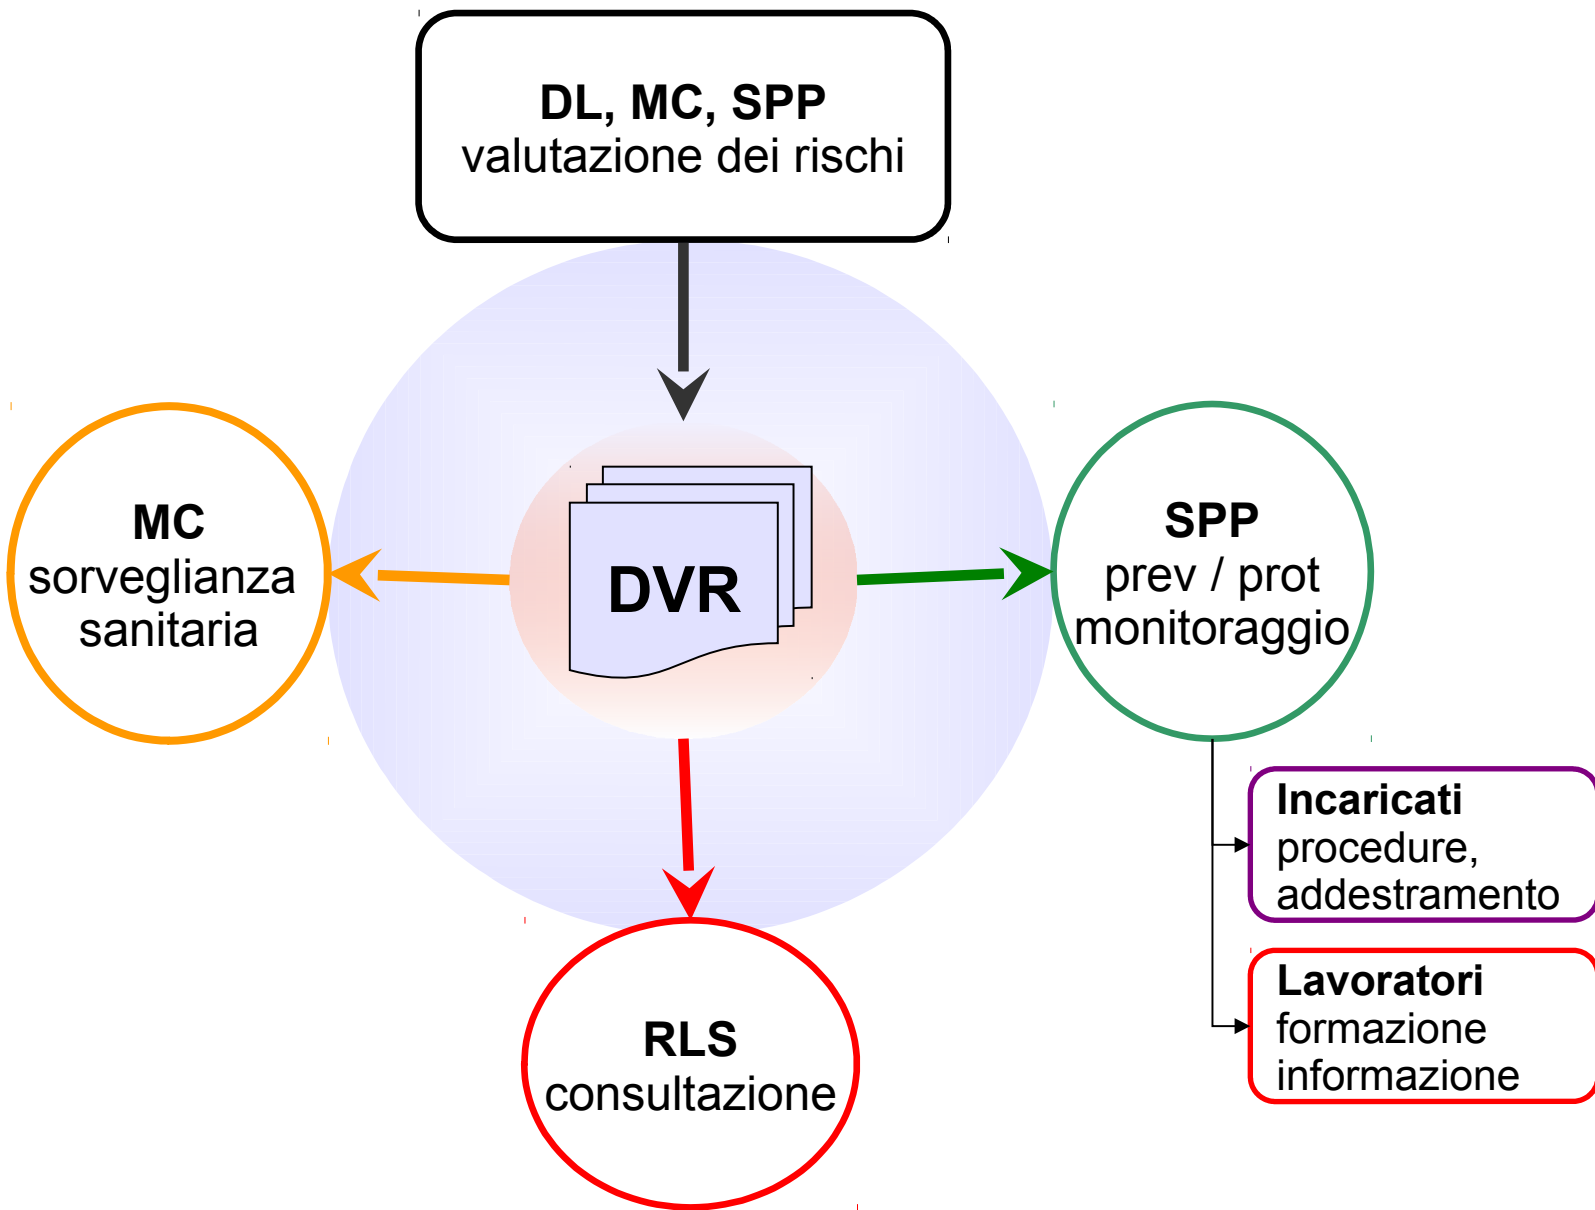 DL, MC, SPP
valutazione dei rischi
MC
sorveglianza
sanitaria
DVR
SPP
prev / prot
monitoraggio
Incaricati
procedure,
addestramento
Lavoratori
formazione
informazione
RLS
consultazione